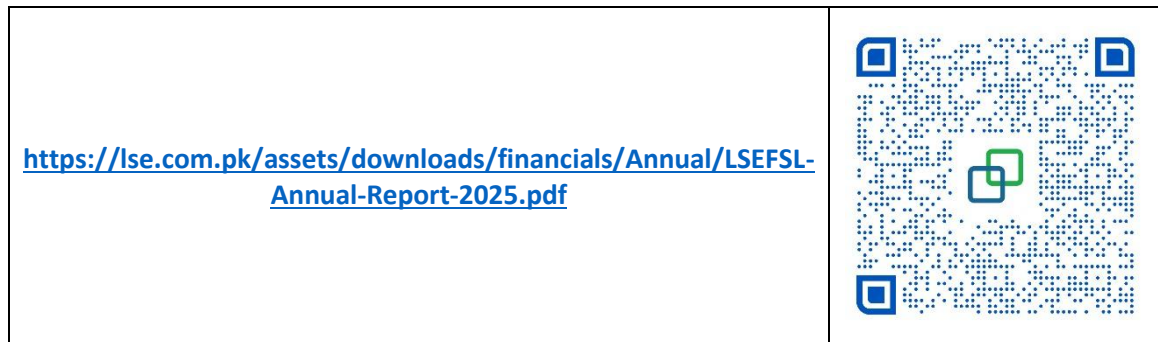 https://lse.com.pk/assets/downloads/financials/Annual/LSEFSL-
Annual-Report-2025.pdf